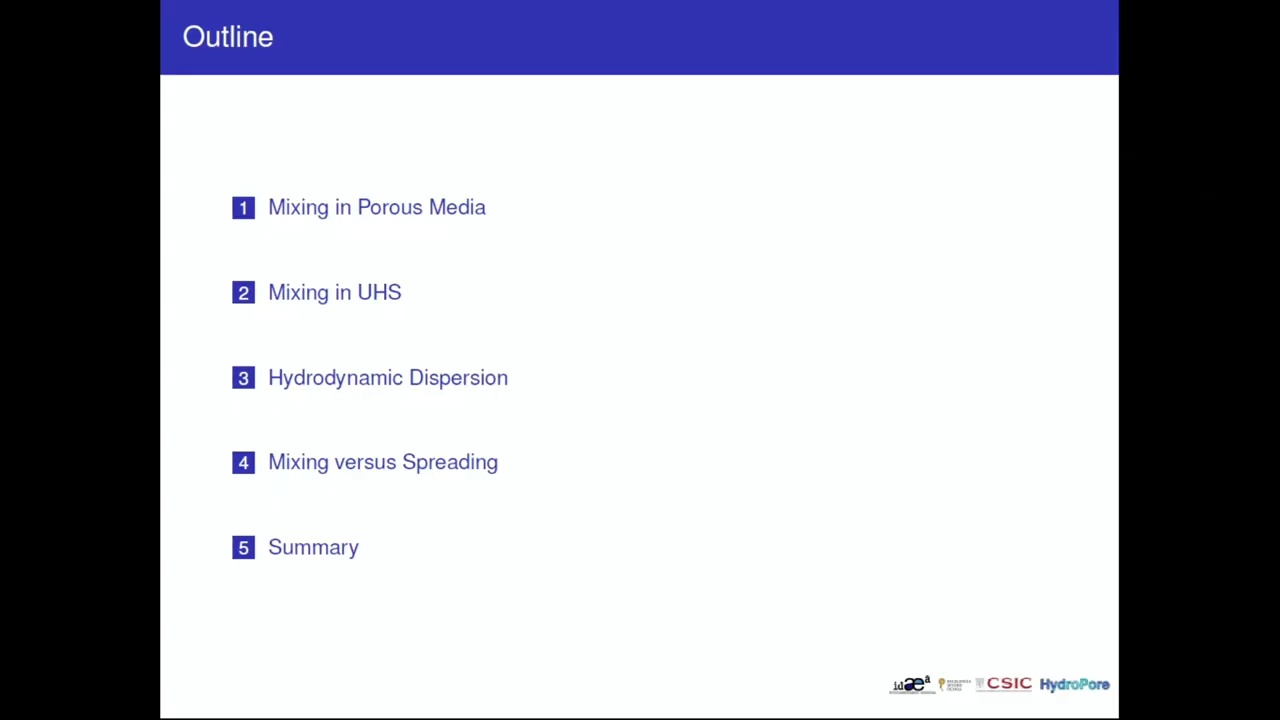 Outline
1 Mixing in Porous Media
2 Mixing in UHS
3 Hydrodynamic Dispersion
4 Mixing versus Spreading
5 Summary
idæa CSIC HydroPore